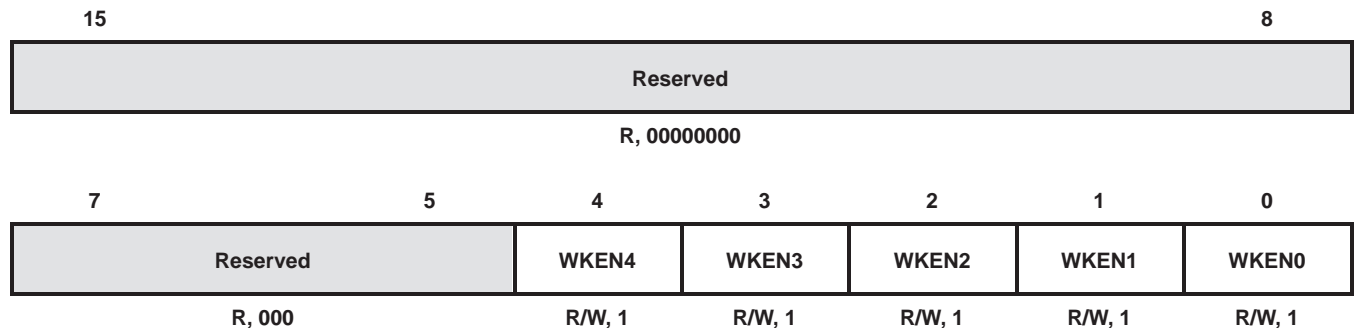 15 8
Reserved
R, 00000000
7 5 4 3 2 1 0
Reserved WKEN4 WKEN3 WKEN2 WKEN1 WKEN0
R, 000 R/W, 1 R/W, 1 R/W, 1 R/W, 1 R/W, 1